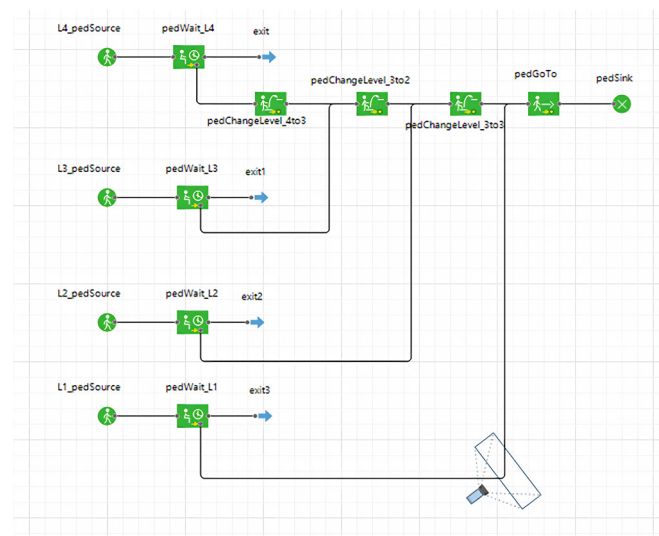 L4_pedSource
pedWait_L4
exit
pedChangeLevel_4to3
pedChangeLevel_3to2
pedChangeLevel_3to3
pedGoTo
pedSink
L3_pedSource
pedWait_L3
exit1
L2_pedSource
pedWait_L2
exit2
L1_pedSource
pedWait_L1
exit3